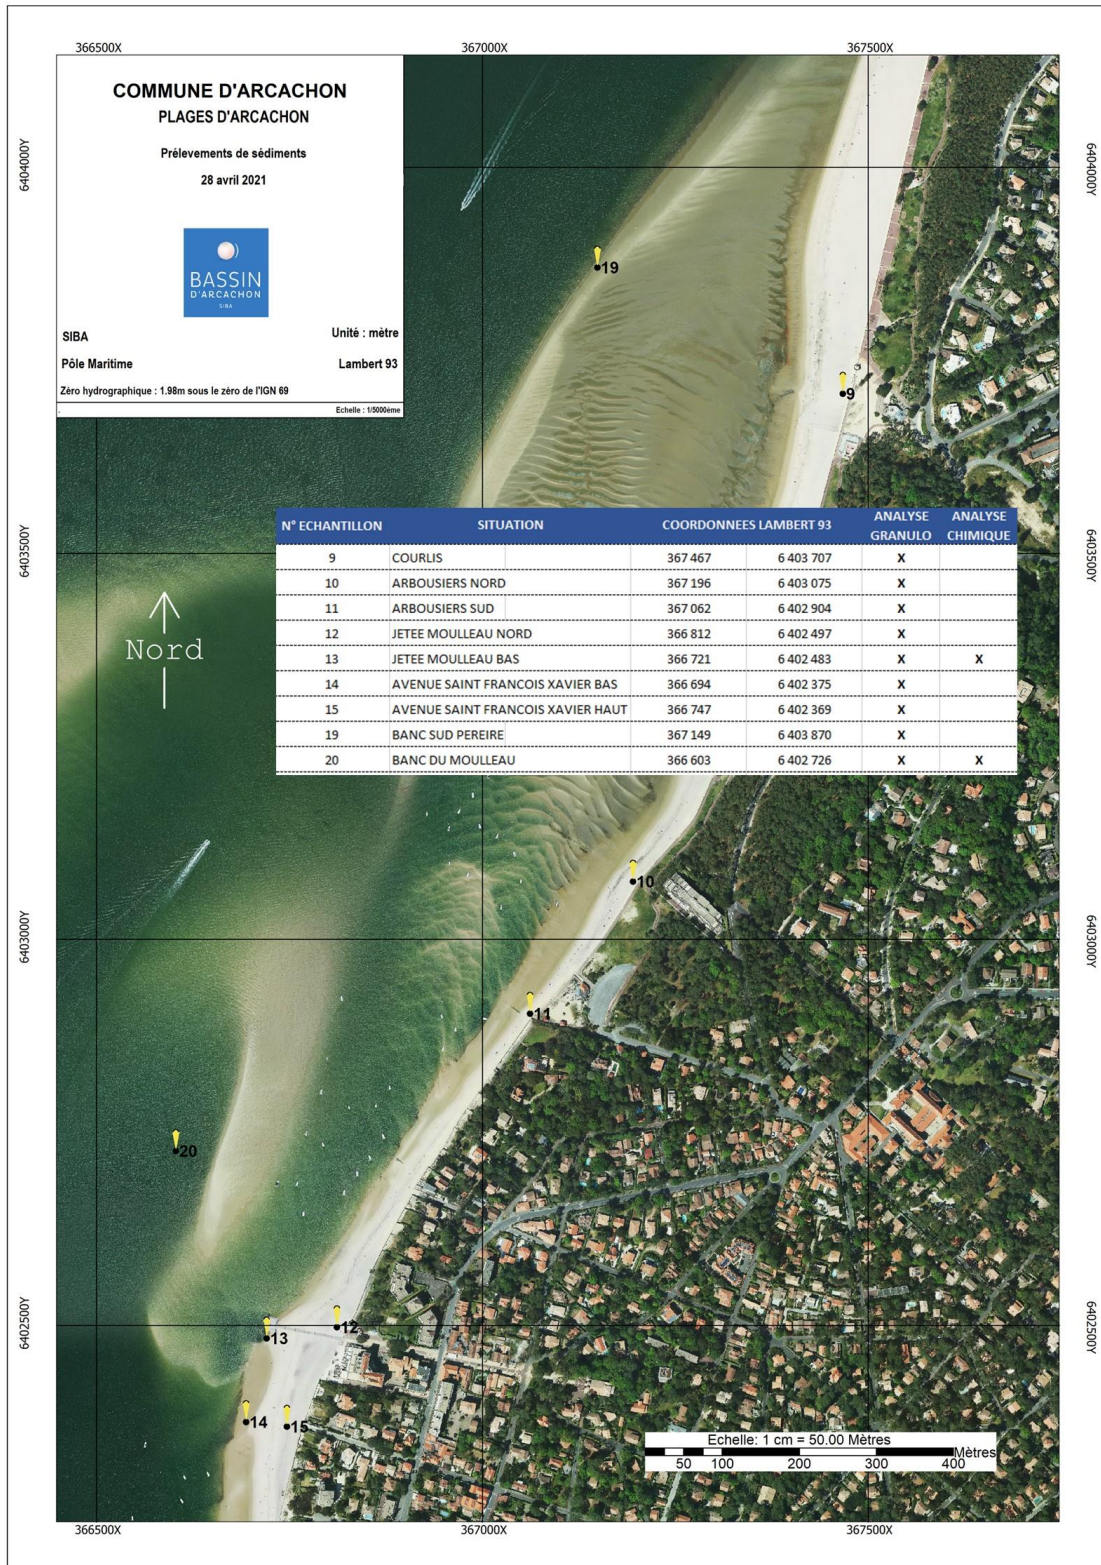 366500X 367000X 367500X
COMMUNE D'ARCACHON
PLAGES D'ARCACHON
Prélevements de sédiments
28 avril 2021
BASSIN
D'ARCACHON
SIBA
SIBA Unité : mètre
Pôle Maritime Lambert 93
Zéro hydrographique : 1.98m sous le zéro de l'IGN 69
Echelle : 1/5000ème
6404000Y 6404000Y
19
9
N° ECHANTILLON SITUATION COORDONNEES LAMBERT 93 ANALYSE GRANULO ANALYSE CHIMIQUE
9 COURLIS 367 467 6 403 707 X
10 ARBOUSIERS NORD 367 196 6 403 075 X
11 ARBOUSIERS SUD 367 062 6 402 904 X
12 JETEE MOULLEAU NORD 366 812 6 402 497 X
13 JETEE MOULLEAU BAS 366 721 6 402 483 X X
14 AVENUE SAINT FRANCOIS XAVIER BAS 366 694 6 402 375 X
15 AVENUE SAINT FRANCOIS XAVIER HAUT 366 747 6 402 369 X
19 BANC SUD PEREIRE 367 149 6 403 870 X
20 BANC DU MOULLEAU 366 603 6 402 726 X X
6403500Y 6403500Y
Nord
10
6403000Y 6403000Y
11
20
6402500Y 6402500Y
12
13
14
15
Echelle: 1 cm = 50.00 Mètres
50 100 200 300 400 Mètres
366500X 367000X 367500X